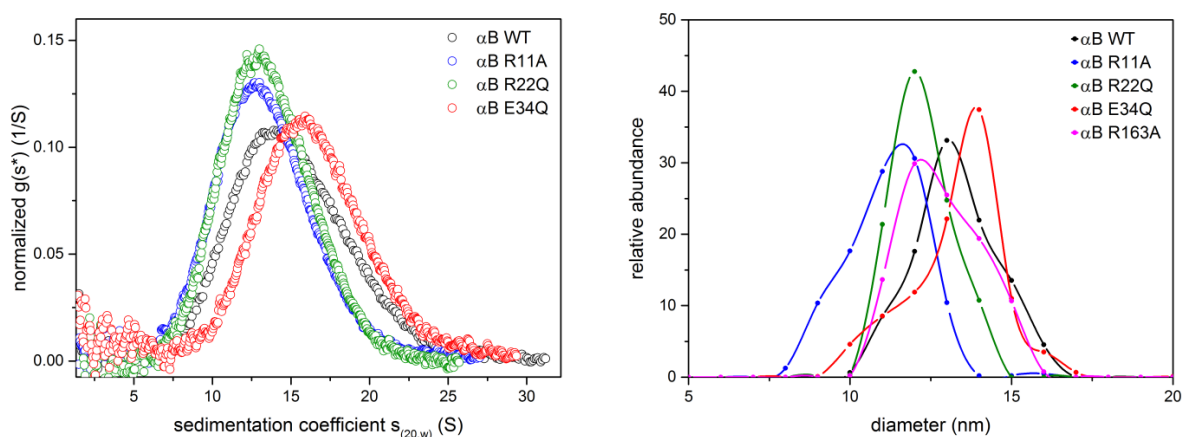 normalized g(s*) (1/S)
0.15
0.10
0.05
0.00
αB WT
αB R11A
αB R22Q
αB E34Q
5
10
15
20
25
30
sedimentation coefficient s(20,w) (S)
relative abundance
50
40
30
20
10
0
αB WT
αB R11A
αB R22Q
αB E34Q
αB R163A
5
10
15
20
diameter (nm)